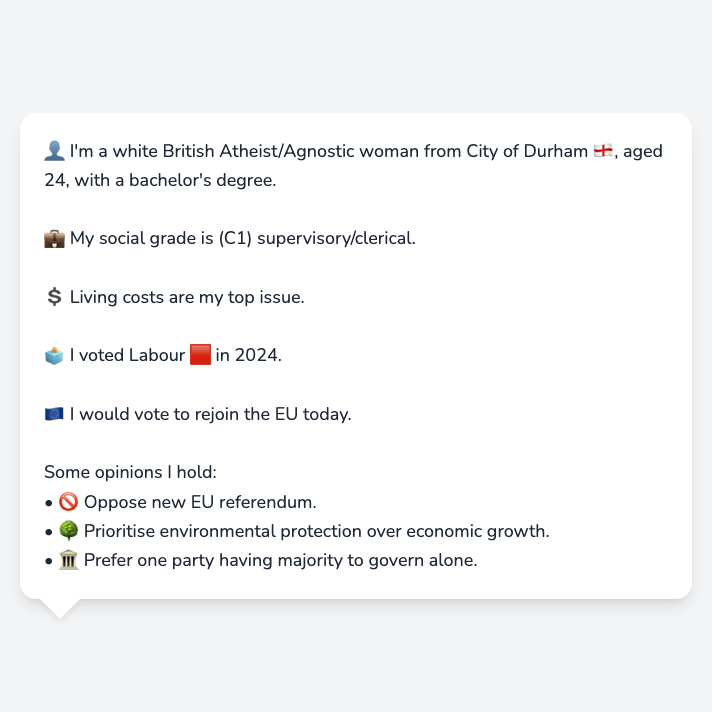 👤 I'm a white British Atheist/Agnostic woman from City of Durham 🏴󠁧󠁢󠁥󠁮󠁧󠁿, aged
24, with a bachelor's degree.
💼 My social grade is (C1) supervisory/clerical.
💲 Living costs are my top issue.
🗳️ I voted Labour 🟥 in 2024.
🇪🇺 I would vote to rejoin the EU today.
Some opinions I hold:
• 🚫 Oppose new EU referendum.
• 🌳 Prioritise environmental protection over economic growth.
• 🏛️ Prefer one party having majority to govern alone.